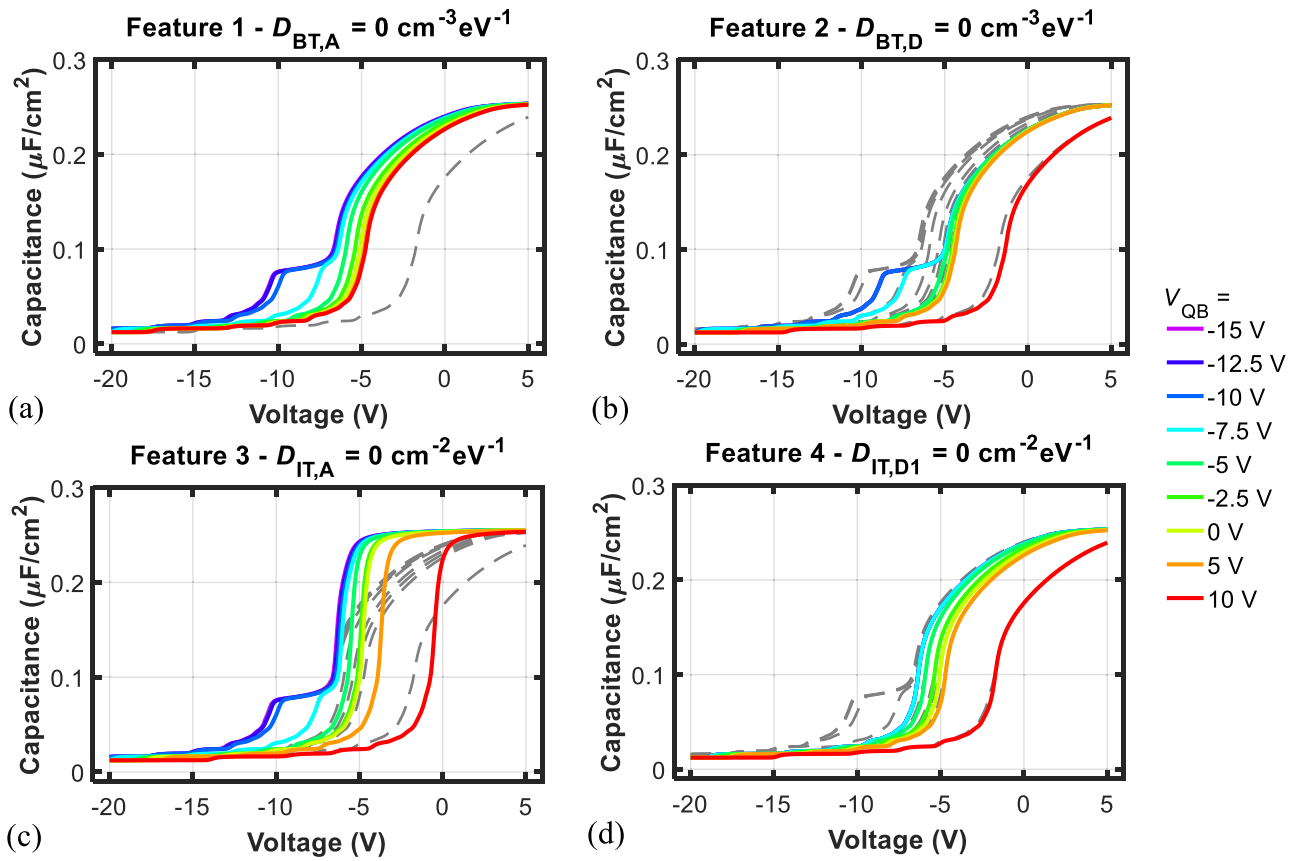 Feature 1 - D_BT,A = 0 cm⁻³eV⁻¹
Capacitance (μF/cm²)
0.3
0.2
0.1
0
-20 -15 -10 -5 0 5
Voltage (V)
(a)
Feature 2 - D_BT,D = 0 cm⁻³eV⁻¹
Capacitance (μF/cm²)
0.3
0.2
0.1
0
-20 -15 -10 -5 0 5
Voltage (V)
(b)
Feature 3 - D_IT,A = 0 cm⁻²eV⁻¹
Capacitance (μF/cm²)
0.3
0.2
0.1
0
-20 -15 -10 -5 0 5
Voltage (V)
(c)
Feature 4 - D_IT,D1 = 0 cm⁻²eV⁻¹
Capacitance (μF/cm²)
0.3
0.2
0.1
0
-20 -15 -10 -5 0 5
Voltage (V)
(d)
V_QB =
-15 V
-12.5 V
-10 V
-7.5 V
-5 V
-2.5 V
0 V
5 V
10 V